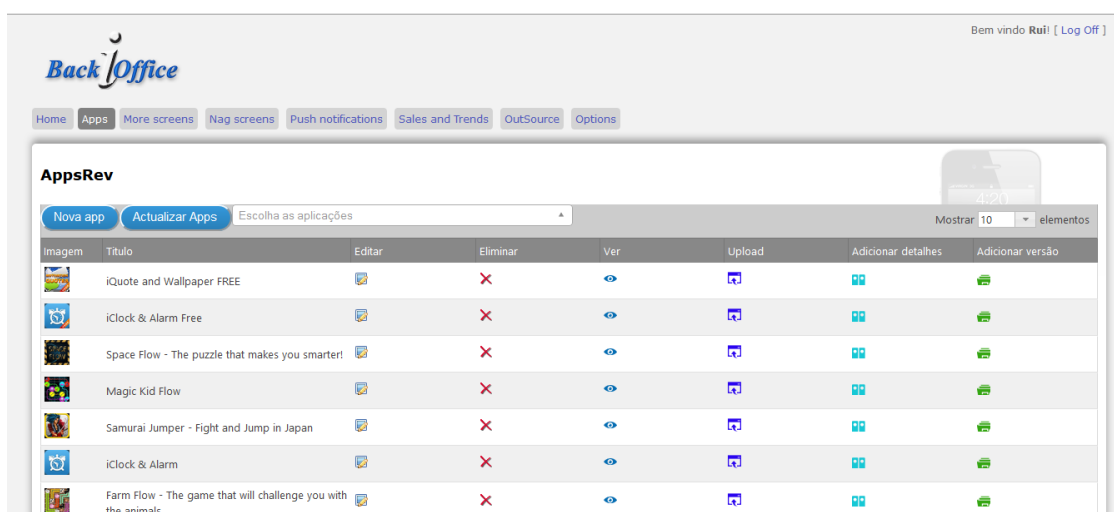 Bem vindo Rui! [ Log Off ]
Back Office
Home Apps More screens Nag screens Push notifications Sales and Trends OutSource Options
AppsRev
4:20
Nova app Actualizar Apps Escolha as aplicações Mostrar 10 elementos
Imagem Titulo Editar Eliminar Ver Upload Adicionar detalhes Adicionar versão
iQuote and Wallpaper FREE
iClock & Alarm Free
Space Flow - The puzzle that makes you smarter!
Magic Kid Flow
Samurai Jumper - Fight and Jump in Japan
iClock & Alarm
Farm Flow - The game that will challenge you with
the animals